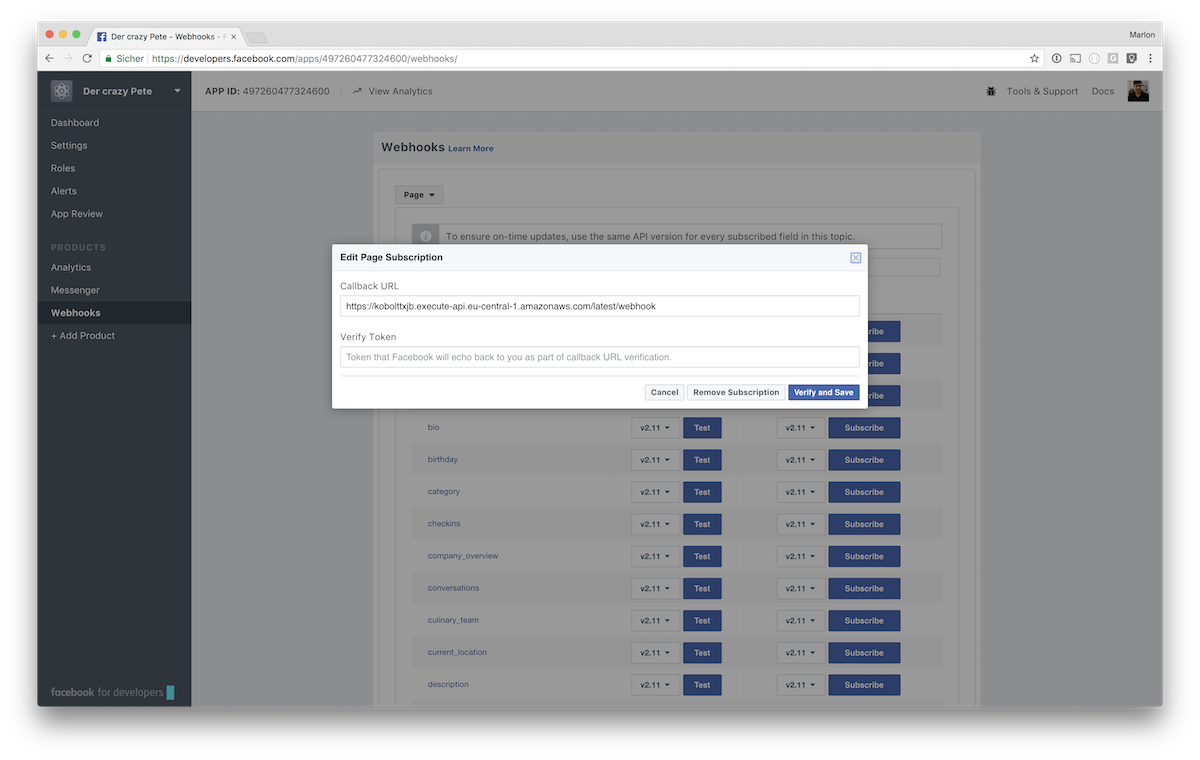 Der crazy Pete - Webhooks - F
Marlon
Sicher https://developers.facebook.com/apps/497260477324600/webhooks/
Der crazy Pete
APP ID: 497260477324600 View Analytics Tools & Support Docs
Dashboard
Settings
Roles
Alerts
App Review
PRODUCTS
Analytics
Messenger
Webhooks
+ Add Product
facebook for developers
Webhooks Learn More
Page
To ensure on-time updates, use the same API version for every subscribed field in this topic.
Edit Page Subscription
Callback URL
https://kobolttxjb.execute-api.eu-central-1.amazonaws.com/latest/webhook
Verify Token
Token that Facebook will echo back to you as part of callback URL verification.
Cancel Remove Subscription Verify and Save
ribe
ribe
ribe
bio v2.11 Test v2.11 Subscribe
birthday v2.11 Test v2.11 Subscribe
category v2.11 Test v2.11 Subscribe
checkins v2.11 Test v2.11 Subscribe
company_overview v2.11 Test v2.11 Subscribe
conversations v2.11 Test v2.11 Subscribe
culinary_team v2.11 Test v2.11 Subscribe
current_location v2.11 Test v2.11 Subscribe
description v2.11 Test v2.11 Subscribe